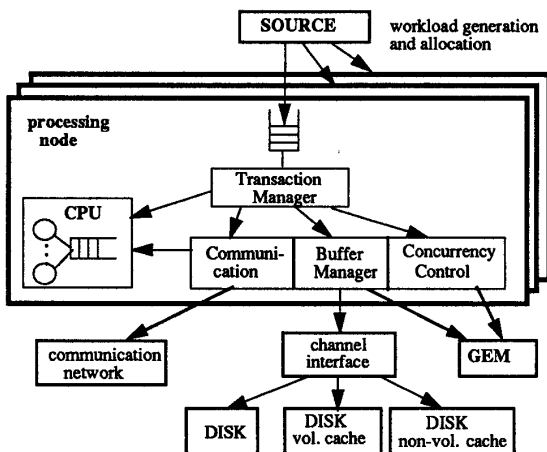 SOURCE
workload generation
and allocation
processing
node
Transaction
Manager
CPU
Communi-
cation
Buffer
Manager
Concurrency
Control
communication
network
channel
interface
GEM
DISK
DISK
vol. cache
DISK
non-vol. cache